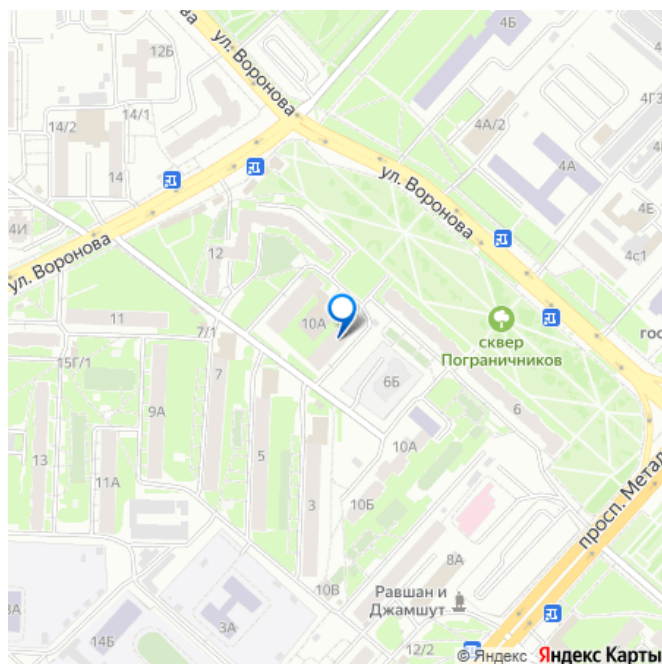 4Б
12Б
ул. Воронова
4Г3
14/1
14/2
4А/2
4А
14
ул. Воронова
4Е
4И
12
4с1
ул. Воронова
11
10А
7/1
сквер
Пограничников
гос
15Г/1
7
6Б
9А
6
10А
5
13
11А
3
10Б
просп. Метал
8А
10В
Равшан и
Джамшут
3А
3А
14Б
12/2
© Яндекс Яндекс Карты